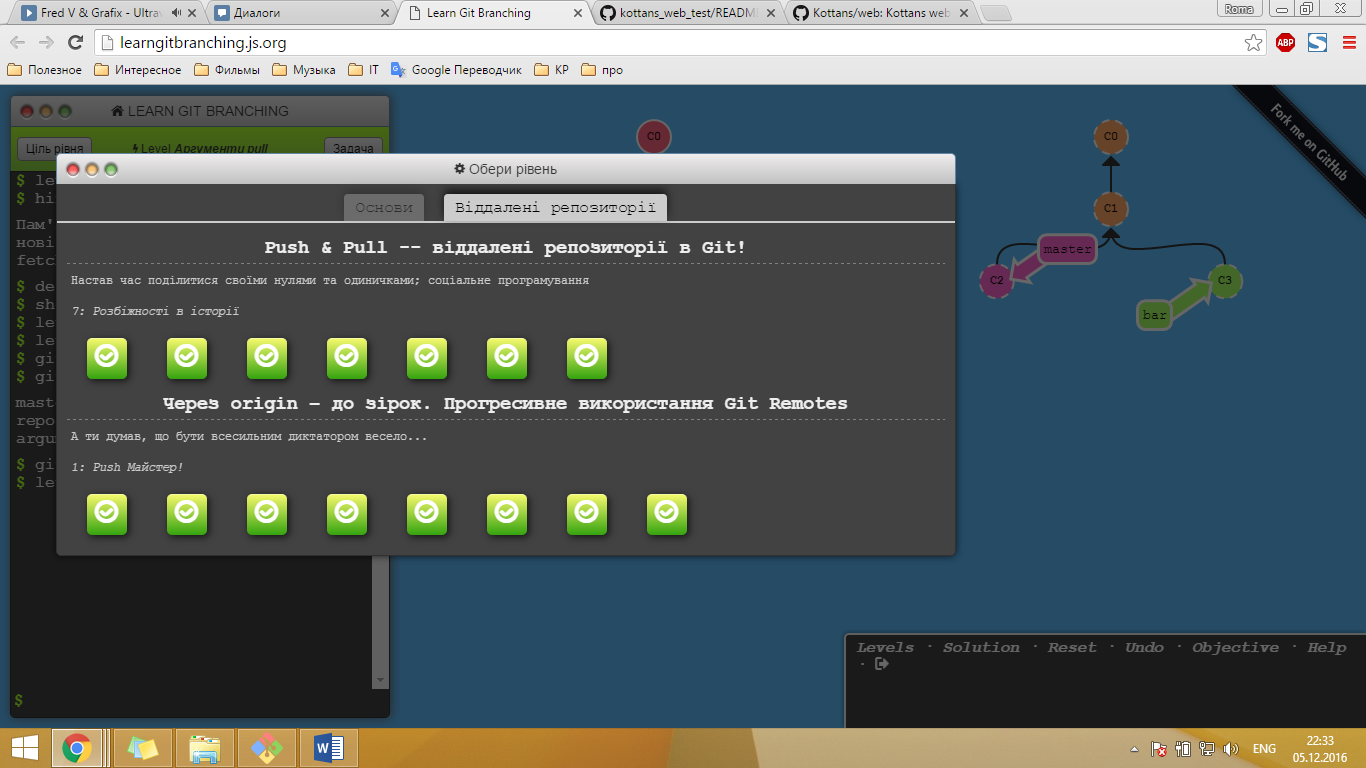 Fred V & Grafix - Ultrav
Диалоги
Learn Git Branching
kottans_web_test/READM
Kottans/web: Kottans web
Roma
learngitbranching.js.org
ABP
S
Полезное
Интересное
Фильмы
Музыка
IT
Google Переводчик
КР
про
LEARN GIT BRANCHING
Ціль рівня
Level Аргументи pull
Задача
$ le
$ hi
Пам'
нові
fetc
$ de
$ sh
$ le
$ le
$ gi
$ gi
mast
repo
argu
$ gi
$ le
$
Обери рівень
Основи
Віддалені репозиторії
Push & Pull -- віддалені репозиторії в Git!
Настав час поділитися своїми нулями та одиничками; соціальне програмування
7: Розбіжності в історії
Через origin – до зірок. Прогресивне використання Git Remotes
А ти думав, що бути всесильним диктатором весело...
1: Push Майстер!
C0
C0
C1
master
C2
C3
bar
Fork me on GitHub
Levels · Solution · Reset · Undo · Objective · Help
·
ENG
22:33
05.12.2016